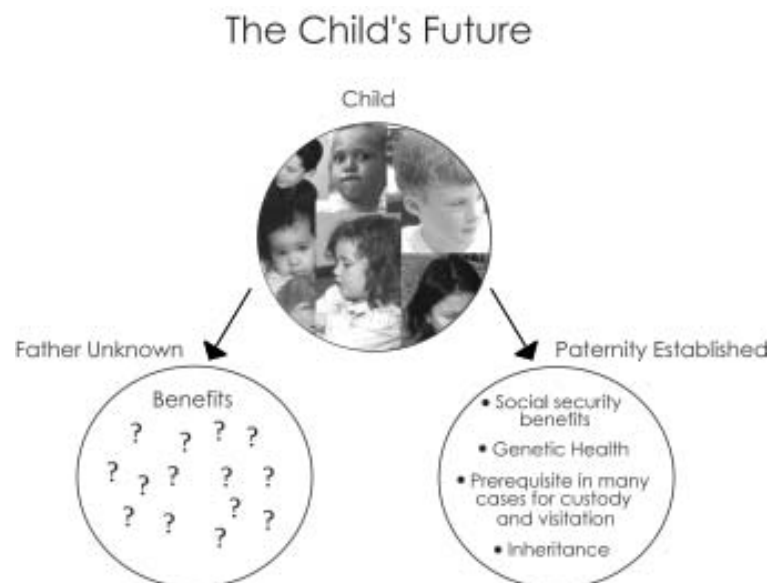 The Child's Future
Child
Father Unknown
Paternity Established
Benefits
? ? ? ?
? ? ? ? ?
? ? ? ? ?
• Social security
benefits
• Genetic Health
• Prerequisite in many
cases for custody
and visitation
• Inheritance